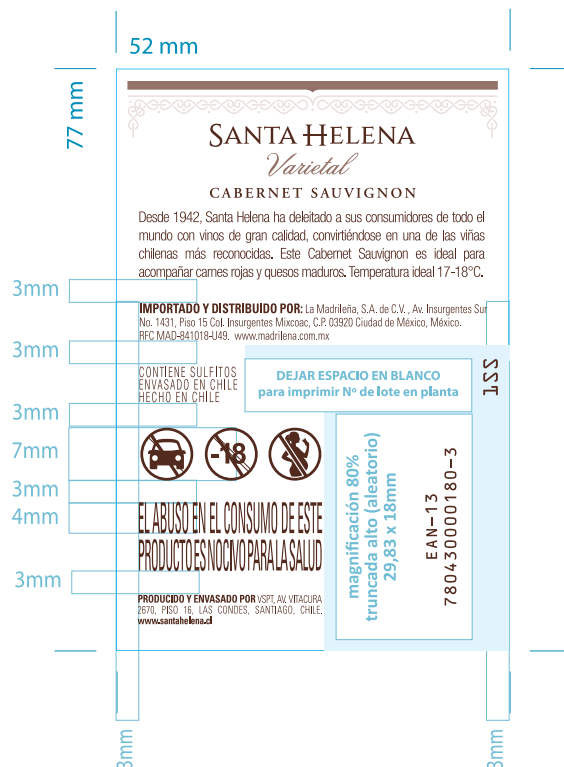 52 mm
77 mm
SANTA HELENA
Varietal
CABERNET SAUVIGNON
Desde 1942, Santa Helena ha deleitado a sus consumidores de todo el
mundo con vinos de gran calidad, convirtiéndose en una de las viñas
chilenas más reconocidas. Este Cabernet Sauvignon es ideal para
acompañar carnes rojas y quesos maduros. Temperatura ideal 17-18°C.
3mm
IMPORTADO Y DISTRIBUIDO POR: La Madrileña, S.A. de C.V. , Av. Insurgentes Sur
No. 1431, Piso 15 Col. Insurgentes Mixcoac, C.P. 03920 Ciudad de México, México.
RFC MAD-841018-U49. www.madrilena.com.mx
3mm
CONTIENE SULFITOS
ENVASADO EN CHILE
HECHO EN CHILE
DEJAR ESPACIO EN BLANCO
para imprimir Nº de lote en planta
122
3mm
7mm
-18
3mm
4mm
EL ABUSO EN EL CONSUMO DE ESTE
PRODUCTO ES NOCIVO PARA LA SALUD
magnificación 80%
truncada alto (aleatorio)
29,83 x 18mm
EAN-13
7804300000180-3
3mm
PRODUCIDO Y ENVASADO POR VSPT, AV. VITACURA
2670, PISO 16, LAS CONDES, SANTIAGO, CHILE.
www.santahelena.cl
3mm
3mm